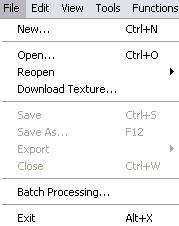 File Edit View Tools Functions
New... Ctrl+N
Open... Ctrl+O
Reopen
Download Texture...
Save Ctrl+S
Save As... F12
Export
Close Ctrl+W
Batch Processing...
Exit Alt+X